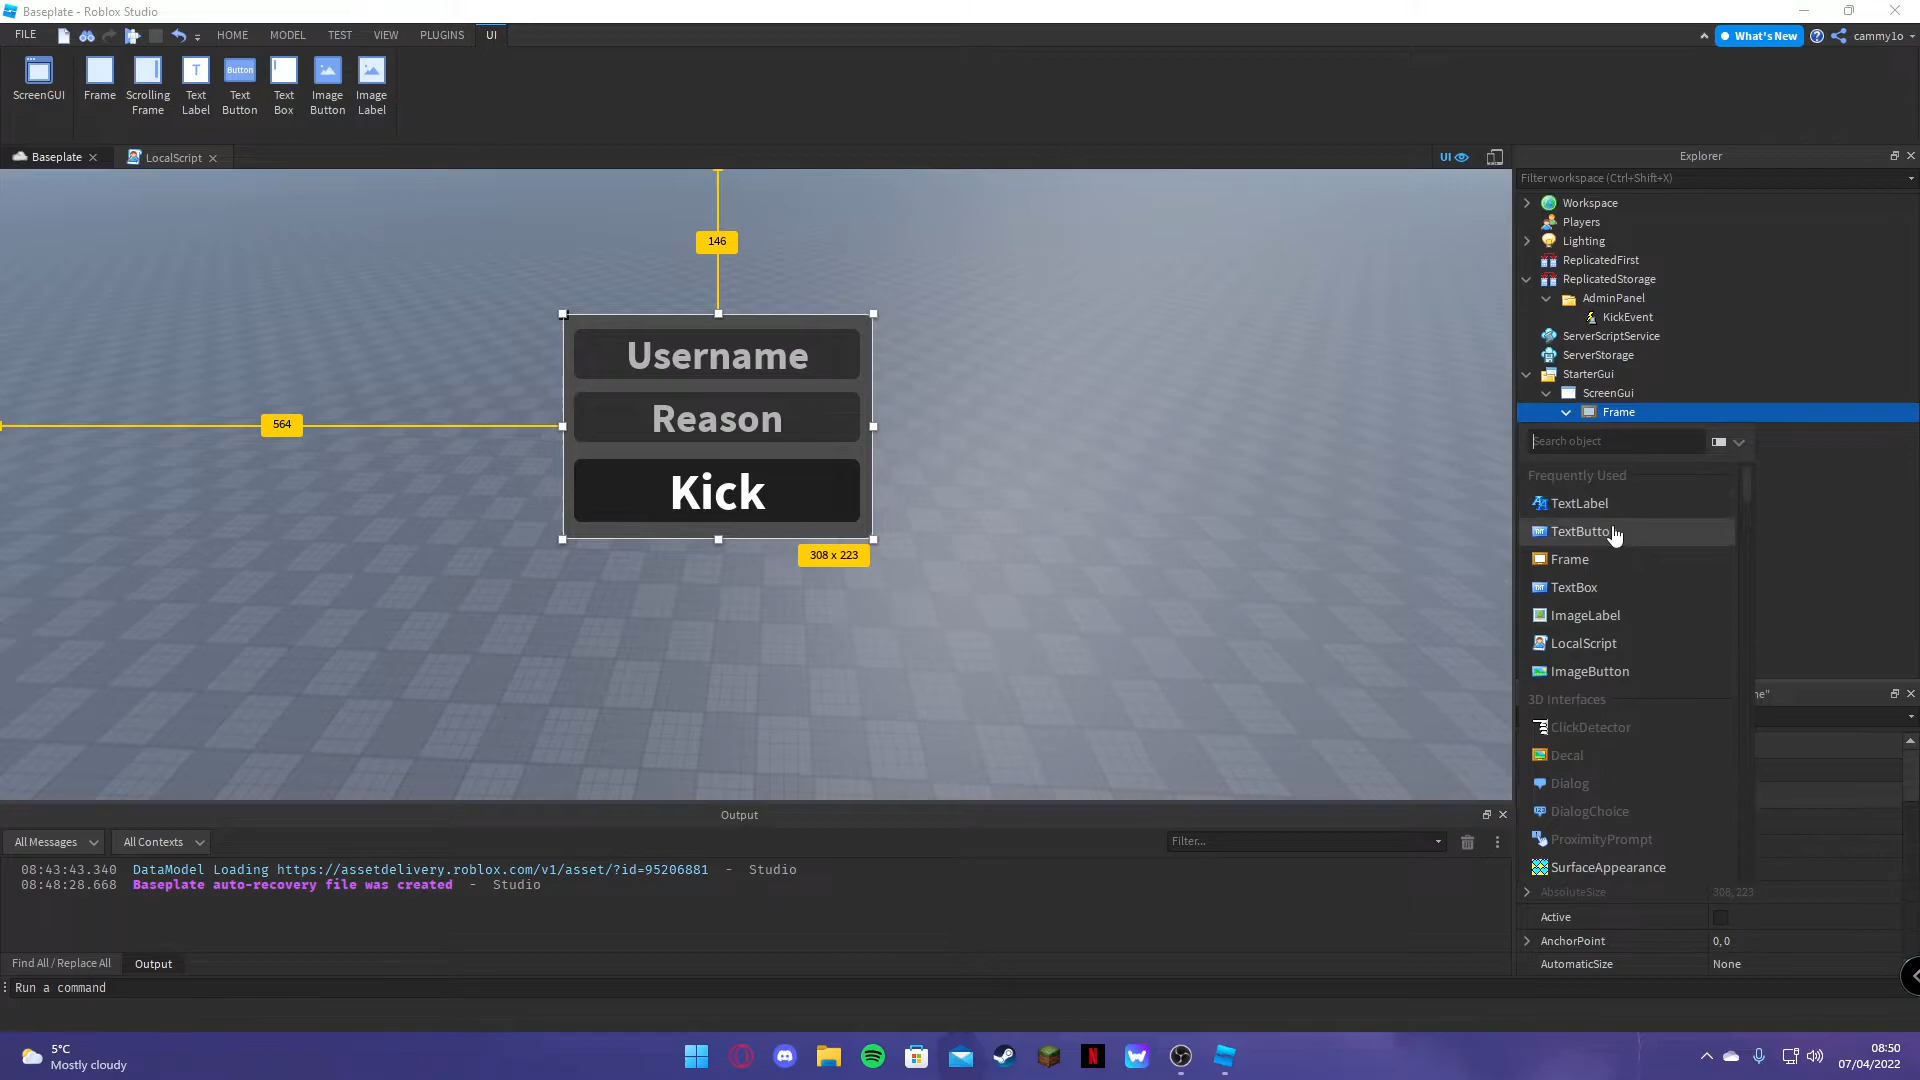 Baseplate - Roblox Studio
FILE
HOME
MODEL
TEST
VIEW
PLUGINS
UI
What's New
cammy1o
ScreenGUI
Frame
Scrolling
Frame
Text
Label
Button
Text
Button
Text
Box
Image
Button
Image
Label
Baseplate
LocalScript
UI
146
564
Username
Reason
Kick
308 x 223
Explorer
Filter workspace (Ctrl+Shift+X)
Workspace
Players
Lighting
ReplicatedFirst
ReplicatedStorage
AdminPanel
KickEvent
ServerScriptService
ServerStorage
StarterGui
ScreenGui
Frame
Search object
Frequently Used
TextLabel
TextButto
Frame
TextBox
ImageLabel
LocalScript
ImageButton
3D Interfaces
ClickDetector
Decal
Dialog
DialogChoice
ProximityPrompt
SurfaceAppearance
AbsoluteSize 308, 223
Active
AnchorPoint 0, 0
AutomaticSize None
Output
All Messages
All Contexts
Filter...
08:43:43.340 DataModel Loading https://assetdelivery.roblox.com/v1/asset/?id=95206881 - Studio
08:48:28.668 Baseplate auto-recovery file was created - Studio
Find All / Replace All
Output
Run a command
5°C
Mostly cloudy
08:50
07/04/2022